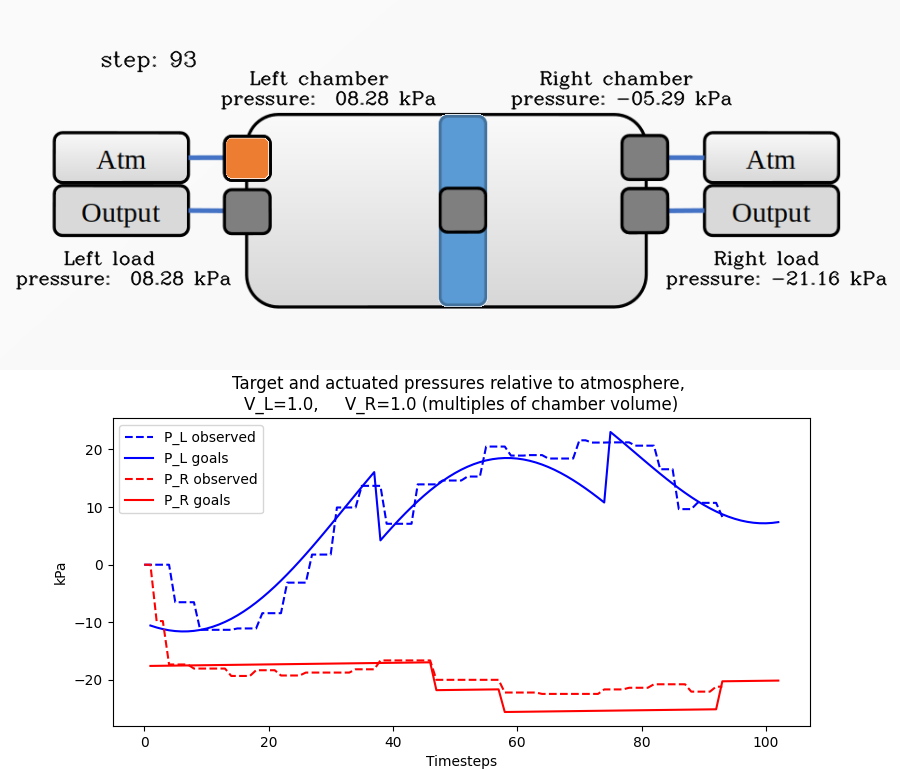 step: 93
Left chamber
pressure:  08.28 kPa
Right chamber
pressure: −05.29 kPa
Atm
Output
Atm
Output
Left load
pressure:  08.28 kPa
Right load
pressure: −21.16 kPa
Target and actuated pressures relative to atmosphere,
V_L=1.0,     V_R=1.0 (multiples of chamber volume)
P_L observed
P_L goals
P_R observed
P_R goals
kPa
20
10
0
−10
−20
0 20 40 60 80 100
Timesteps